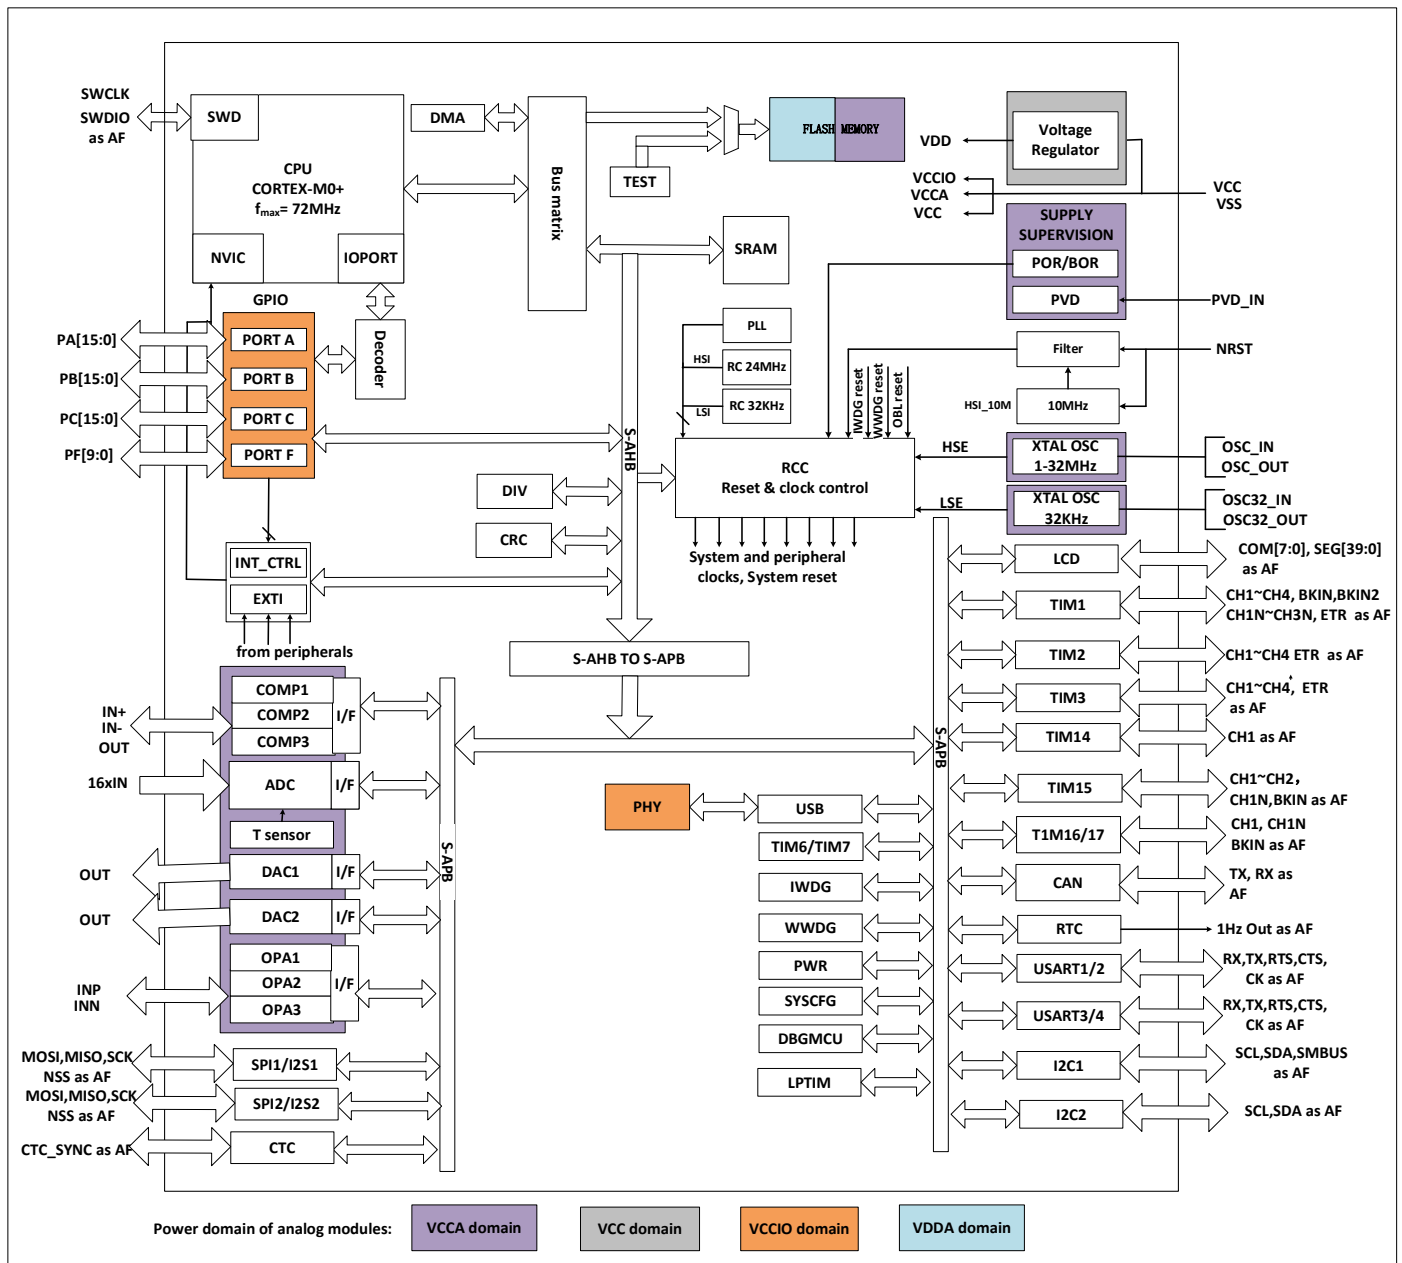 SWCLK
SWDIO
as AF
SWD
CPU
CORTEX-M0+
fmax= 72MHz
NVIC
IOPORT
DMA
Bus matrix
TEST
FLASH MEMORY
SRAM
VDD
Voltage
Regulator
VCCIO
VCCA
VCC
VCC
VSS
SUPPLY
SUPERVISION
POR/BOR
PVD
PVD_IN
GPIO
PA[15:0]
PORT A
PB[15:0]
PORT B
PC[15:0]
PORT C
PF[9:0]
PORT F
Decoder
PLL
HSI
RC 24MHz
LSI
RC 32KHz
IWDG reset
WWDG reset
OBL reset
Filter
NRST
HSI_10M
10MHz
S-AHB
RCC
Reset & clock control
HSE
XTAL OSC
1-32MHz
OSC_IN
OSC_OUT
LSE
XTAL OSC
32KHz
OSC32_IN
OSC32_OUT
DIV
CRC
System and peripheral
clocks, System reset
INT_CTRL
EXTI
from peripherals
S-AHB TO S-APB
LCD
COM[7:0], SEG[39:0]
as AF
TIM1
CH1~CH4, BKIN,BKIN2
CH1N~CH3N, ETR as AF
TIM2
CH1~CH4 ETR as AF
TIM3
CH1~CH4, ETR
as AF
TIM14
CH1 as AF
TIM15
CH1~CH2,
CH1N,BKIN as AF
T1M16/17
CH1, CH1N
BKIN as AF
CAN
TX, RX as
AF
RTC
1Hz Out as AF
USART1/2
RX,TX,RTS,CTS,
CK as AF
USART3/4
RX,TX,RTS,CTS,
CK as AF
I2C1
SCL,SDA,SMBUS
as AF
I2C2
SCL,SDA as AF
S-APB
PHY
USB
TIM6/TIM7
IWDG
WWDG
PWR
SYSCFG
DBGMCU
LPTIM
S-APB
IN+
IN-
OUT
COMP1
COMP2
COMP3
I/F
16xIN
ADC
I/F
T sensor
OUT
DAC1
I/F
OUT
DAC2
I/F
INP
INN
OPA1
OPA2
OPA3
I/F
MOSI,MISO,SCK
NSS as AF
SPI1/I2S1
MOSI,MISO,SCK
NSS as AF
SPI2/I2S2
CTC_SYNC as AF
CTC
Power domain of analog modules:
VCCA domain
VCC domain
VCCIO domain
VDDA domain